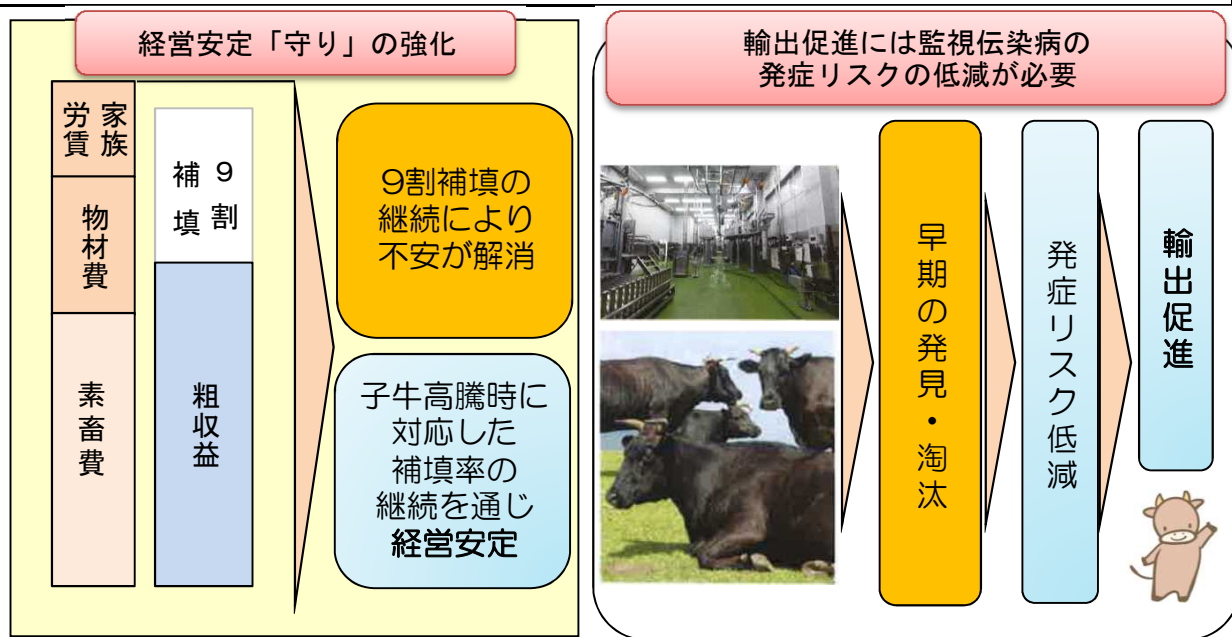 経営安定「守り」の強化
家族
労賃
物材費
素畜費
9割
補填
粗収益
9割補填の
継続により
不安が解消
子牛高騰時に
対応した
補填率の
継続を通じ
経営安定
輸出促進には監視伝染病の
発症リスクの低減が必要
早期の発見・淘汰
発症リスク低減
輸出促進